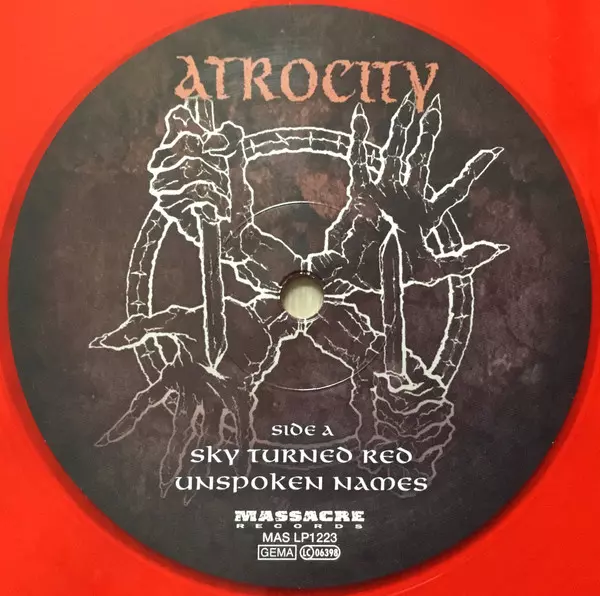 ATROCITY
SIDE A
SKY TURNED RED
UNSPOKEN NAMES
MASSACRE
RECORDS
MAS LP1223
GEMA LC 06398